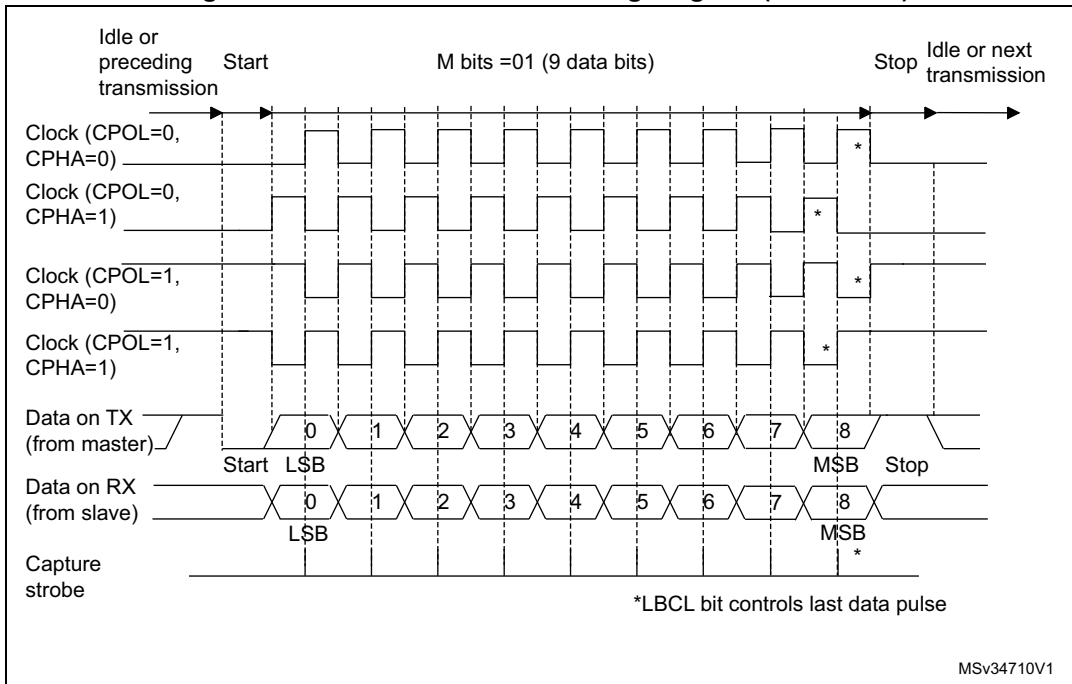 Idle or
preceding
transmission
Start
M bits =01 (9 data bits)
Stop
Idle or next
transmission
Clock (CPOL=0,
CPHA=0)
*
Clock (CPOL=0,
CPHA=1)
*
Clock (CPOL=1,
CPHA=0)
*
Clock (CPOL=1,
CPHA=1)
*
Data on TX
(from master)
0 1 2 3 4 5 6 7 8
Start LSB MSB Stop
Data on RX
(from slave)
0 1 2 3 4 5 6 7 8
LSB MSB
Capture
strobe
*
*LBCL bit controls last data pulse
MSv34710V1